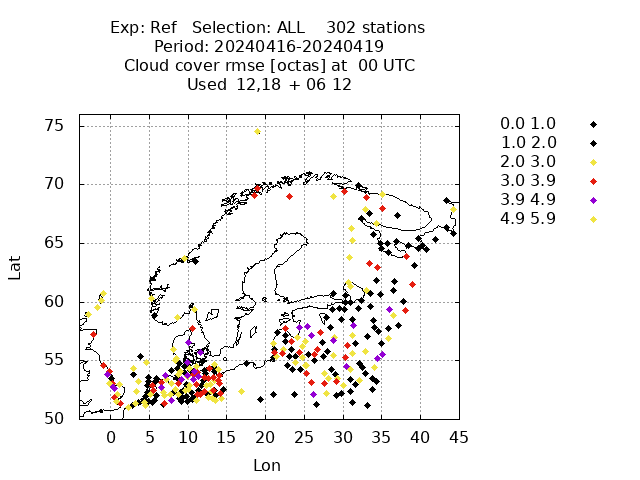 Exp: Ref   Selection: ALL    302 stations
Period: 20240416-20240419
Cloud cover rmse [octas] at  00 UTC
Used  12,18 + 06 12
0.0 1.0
1.0 2.0
2.0 3.0
3.0 3.9
3.9 4.9
4.9 5.9
75
70
65
60
55
50
Lat
0 5 10 15 20 25 30 35 40 45
Lon